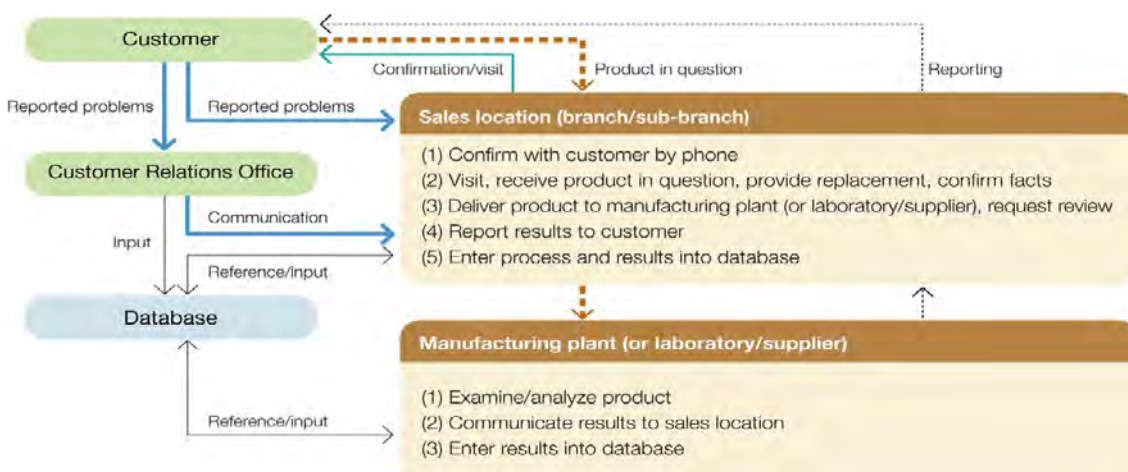 Customer
Confirmation/visit
Product in question
Reporting
Reported problems
Reported problems
Sales location (branch/sub-branch)
(1) Confirm with customer by phone
(2) Visit, receive product in question, provide replacement, confirm facts
(3) Deliver product to manufacturing plant (or laboratory/supplier), request review
(4) Report results to customer
(5) Enter process and results into database
Customer Relations Office
Communication
Input
Reference/input
Database
Manufacturing plant (or laboratory/supplier)
(1) Examine/analyze product
(2) Communicate results to sales location
(3) Enter results into database
Reference/input